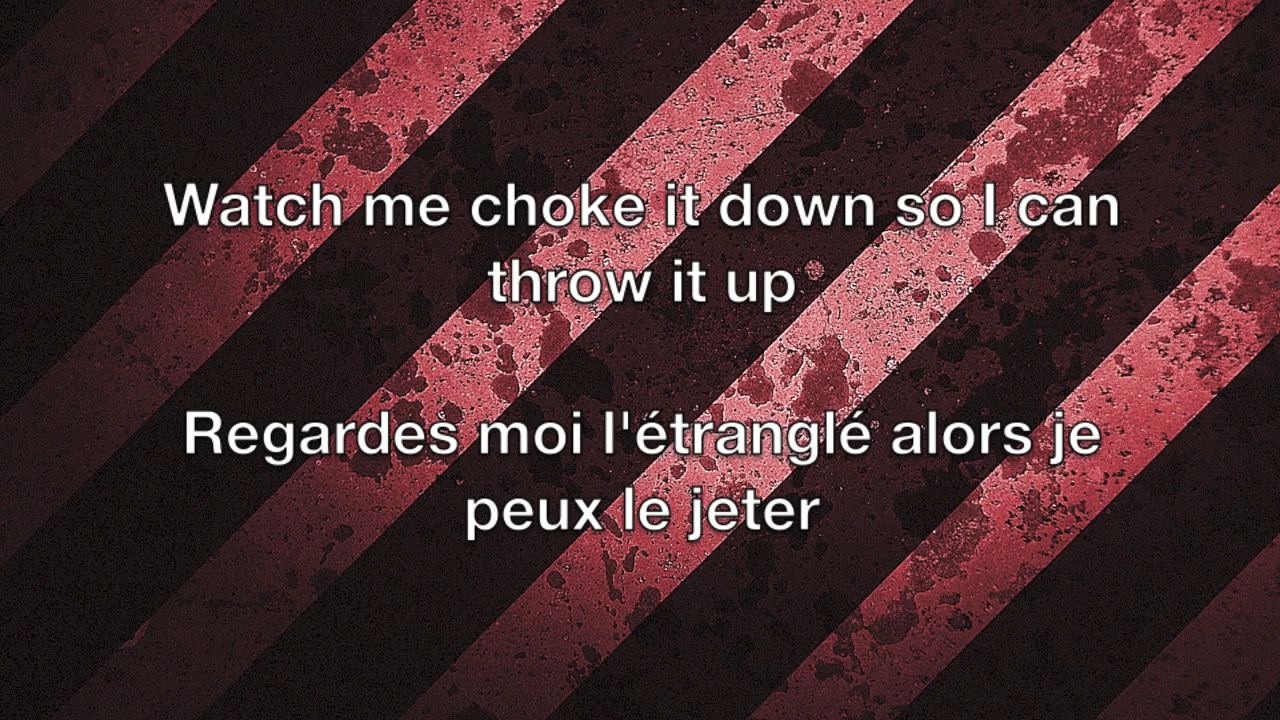 Watch me choke it down so I can
throw it up
Regardes moi l'étranglé alors je
peux le jeter